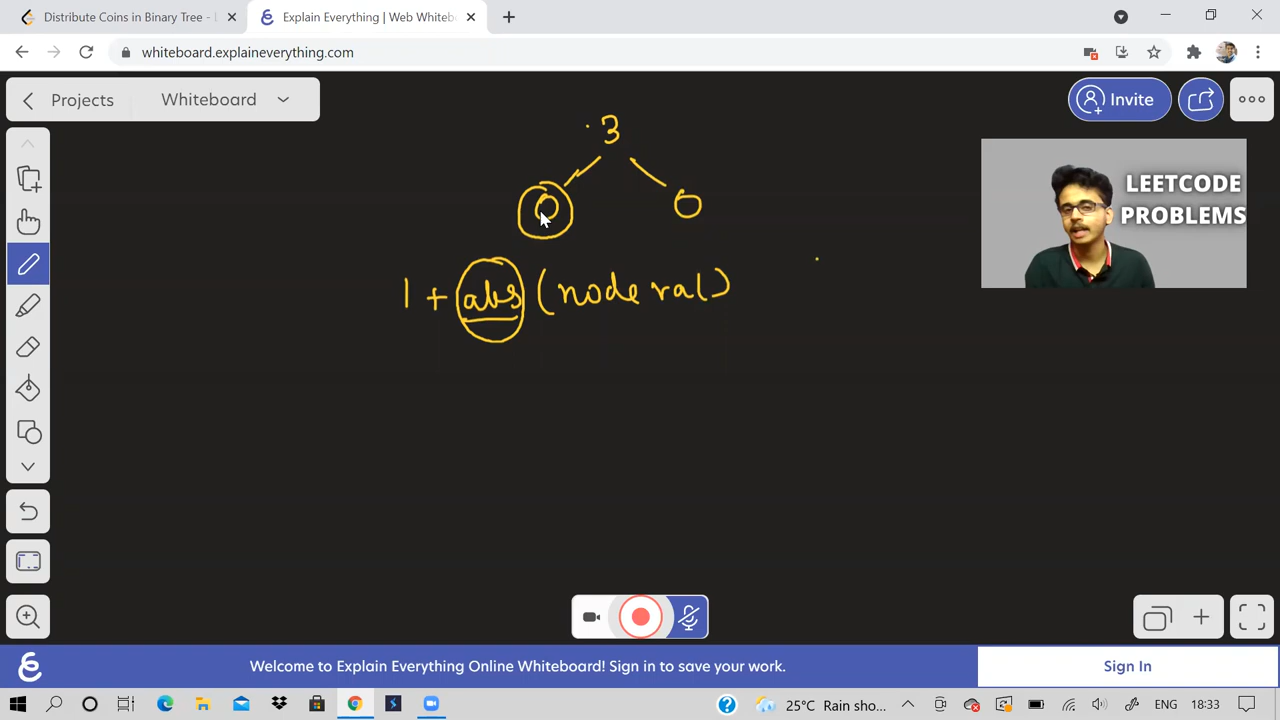 Distribute Coins in Binary Tree -
Explain Everything | Web Whiteb
whiteboard.explaineverything.com
Projects
Whiteboard
Invite
3
0 0
1 + abs (node val)
LEETCODE
PROBLEMS
Welcome to Explain Everything Online Whiteboard! Sign in to save your work.
Sign In
25°C Rain sho...
ENG
18:33